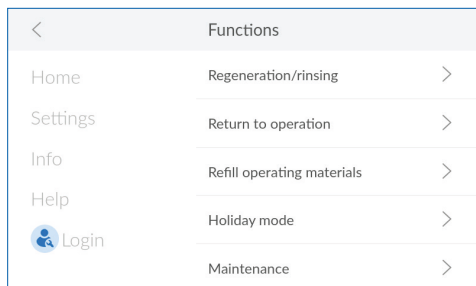 Functions
Home
Settings
Info
Help
Login
Regeneration/rinsing
Return to operation
Refill operating materials
Holiday mode
Maintenance